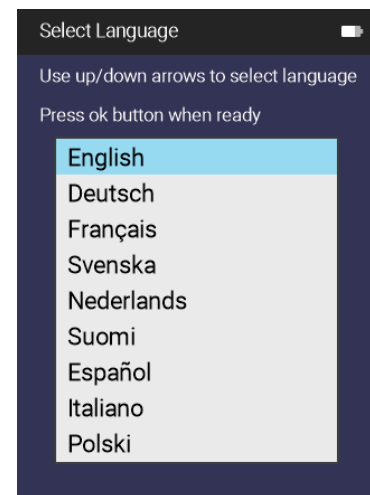 Select Language
Use up/down arrows to select language
Press ok button when ready
English
Deutsch
Français
Svenska
Nederlands
Suomi
Español
Italiano
Polski